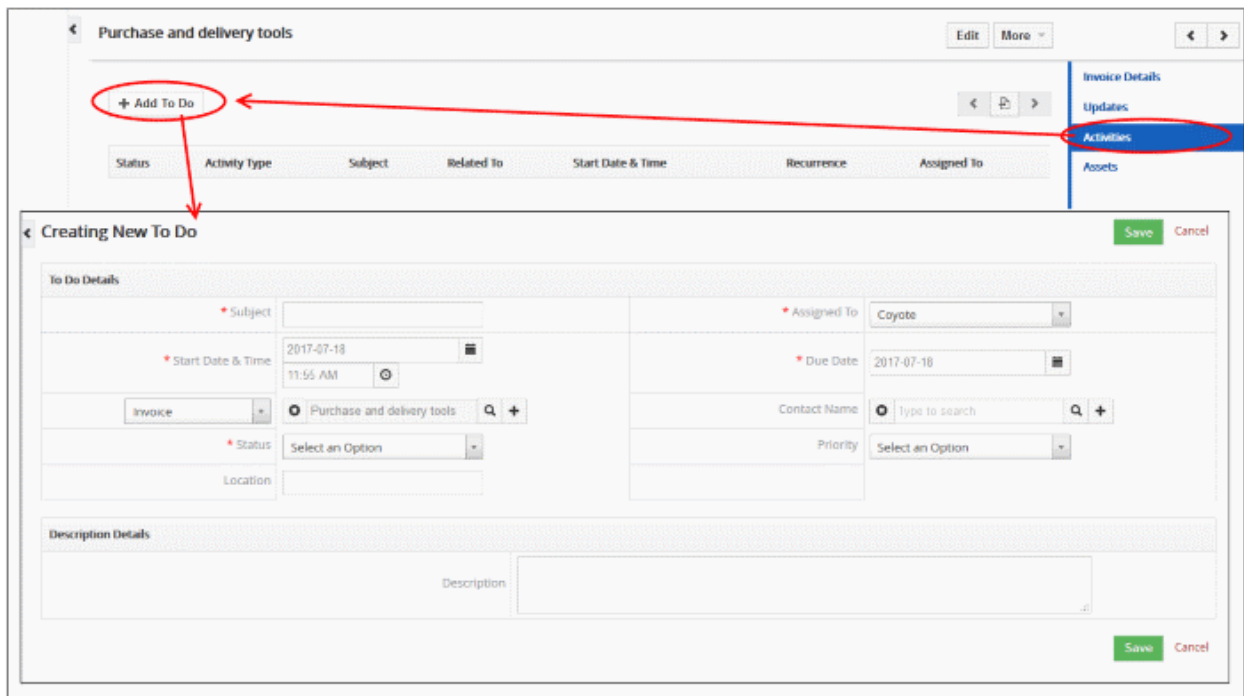 Purchase and delivery tools
Edit More
Invoice Details
+ Add To Do
Updates
Activities
Status Activity Type Subject Related To Start Date & Time Recurrence Assigned To
Assets
Creating New To Do
Save Cancel
To Do Details
* Subject
* Assigned To Coyote
* Start Date & Time 2017-07-18
11:55 AM
* Due Date 2017-07-18
Invoice Purchase and delivery tools
Contact Name Type to search
* Status Select an Option
Priority Select an Option
Location
Description Details
Description
Save Cancel